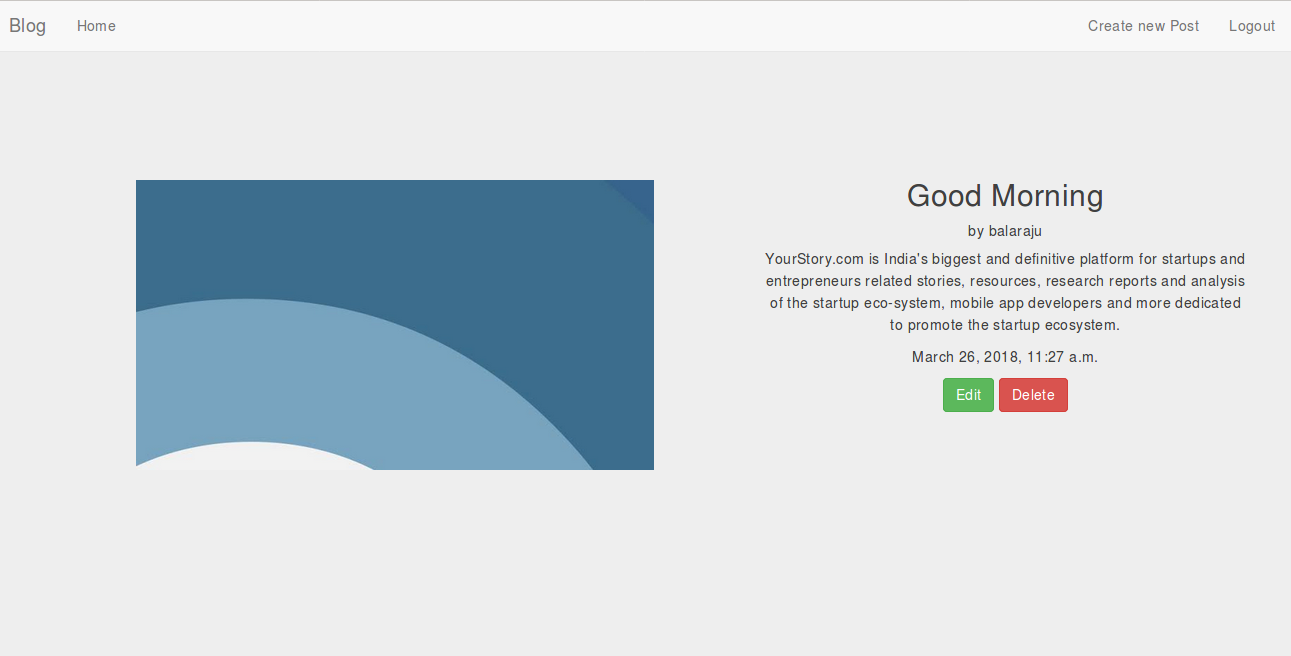 Blog Home Create new Post Logout
Good Morning
by balaraju
YourStory.com is India's biggest and definitive platform for startups and
entrepreneurs related stories, resources, research reports and analysis
of the startup eco-system, mobile app developers and more dedicated
to promote the startup ecosystem.
March 26, 2018, 11:27 a.m.
Edit Delete